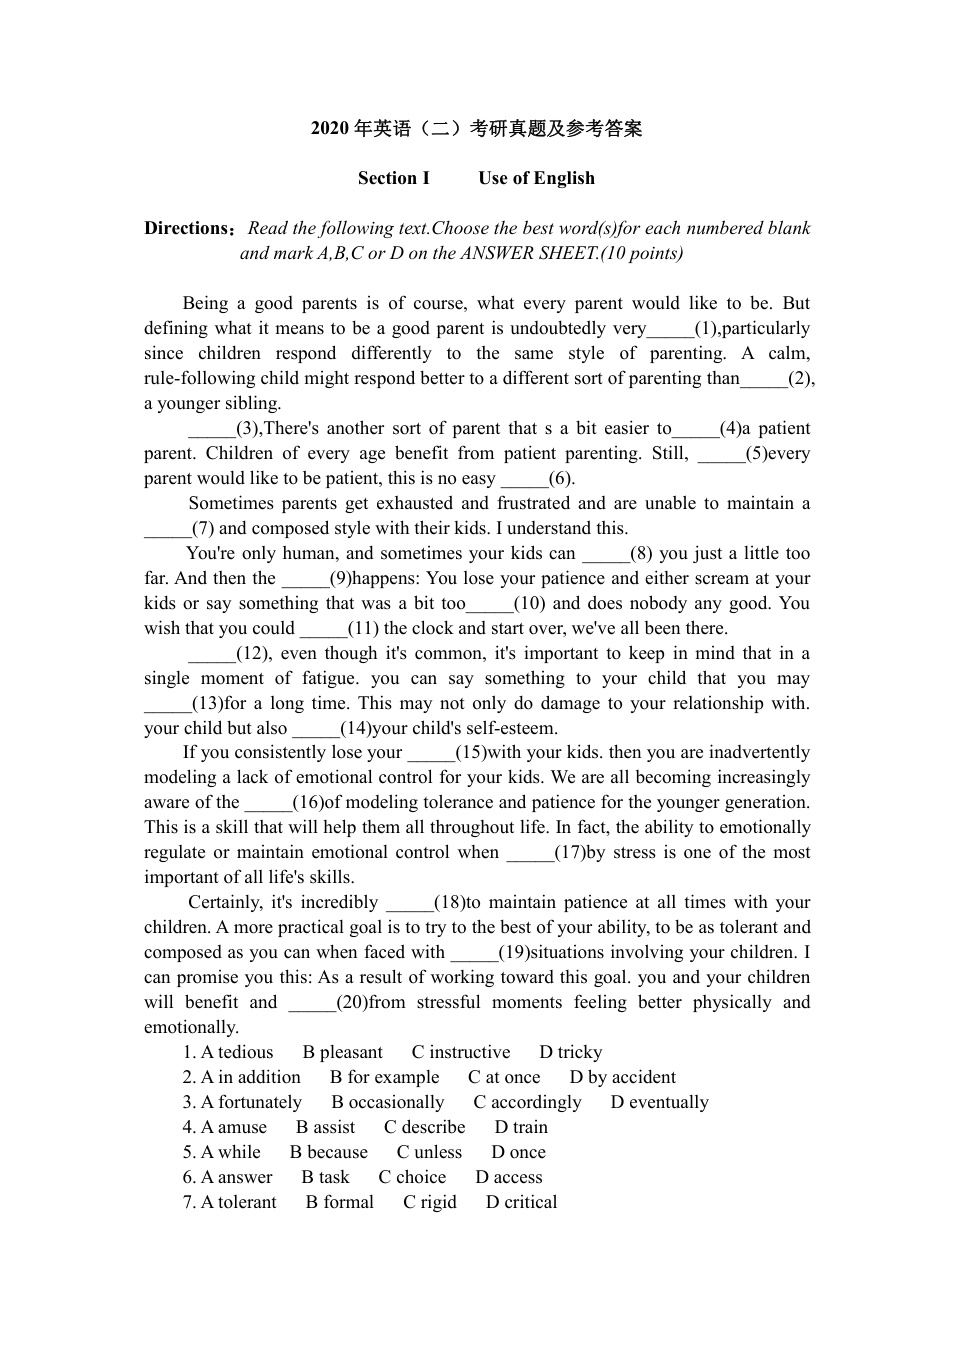 2020 年英语（二）考研真题及参考答案
Section I Use of English
Directions：Read the following text.Choose the best word(s)for each numbered blank
and mark A,B,C or D on the ANSWER SHEET.(10 points)
Being a good parents is of course, what every parent would like to be. But
defining what it means to be a good parent is undoubtedly very_____(1),particularly
since children respond differently to the same style of parenting. A calm,
rule-following child might respond better to a different sort of parenting than_____(2),
a younger sibling.
_____(3),There's another sort of parent that s a bit easier to_____(4)a patient
parent. Children of every age benefit from patient parenting. Still, _____(5)every
parent would like to be patient, this is no easy _____(6).
Sometimes parents get exhausted and frustrated and are unable to maintain a
_____(7) and composed style with their kids. I understand this.
You're only human, and sometimes your kids can _____(8) you just a little too
far. And then the _____(9)happens: You lose your patience and either scream at your
kids or say something that was a bit too_____(10) and does nobody any good. You
wish that you could _____(11) the clock and start over, we've all been there.
_____(12), even though it's common, it's important to keep in mind that in a
single moment of fatigue. you can say something to your child that you may
_____(13)for a long time. This may not only do damage to your relationship with.
your child but also _____(14)your child's self-esteem.
If you consistently lose your _____(15)with your kids. then you are inadvertently
modeling a lack of emotional control for your kids. We are all becoming increasingly
aware of the _____(16)of modeling tolerance and patience for the younger generation.
This is a skill that will help them all throughout life. In fact, the ability to emotionally
regulate or maintain emotional control when _____(17)by stress is one of the most
important of all life's skills.
Certainly, it's incredibly _____(18)to maintain patience at all times with your
children. A more practical goal is to try to the best of your ability, to be as tolerant and
composed as you can when faced with _____(19)situations involving your children. I
can promise you this: As a result of working toward this goal. you and your children
will benefit and _____(20)from stressful moments feeling better physically and
emotionally.
1. A tedious B pleasant C instructive D tricky
2. A in addition B for example C at once D by accident
3. A fortunately B occasionally C accordingly D eventually
4. A amuse B assist C describe D train
5. A while B because C unless D once
6. A answer B task C choice D access
7. A tolerant B formal C rigid D critical